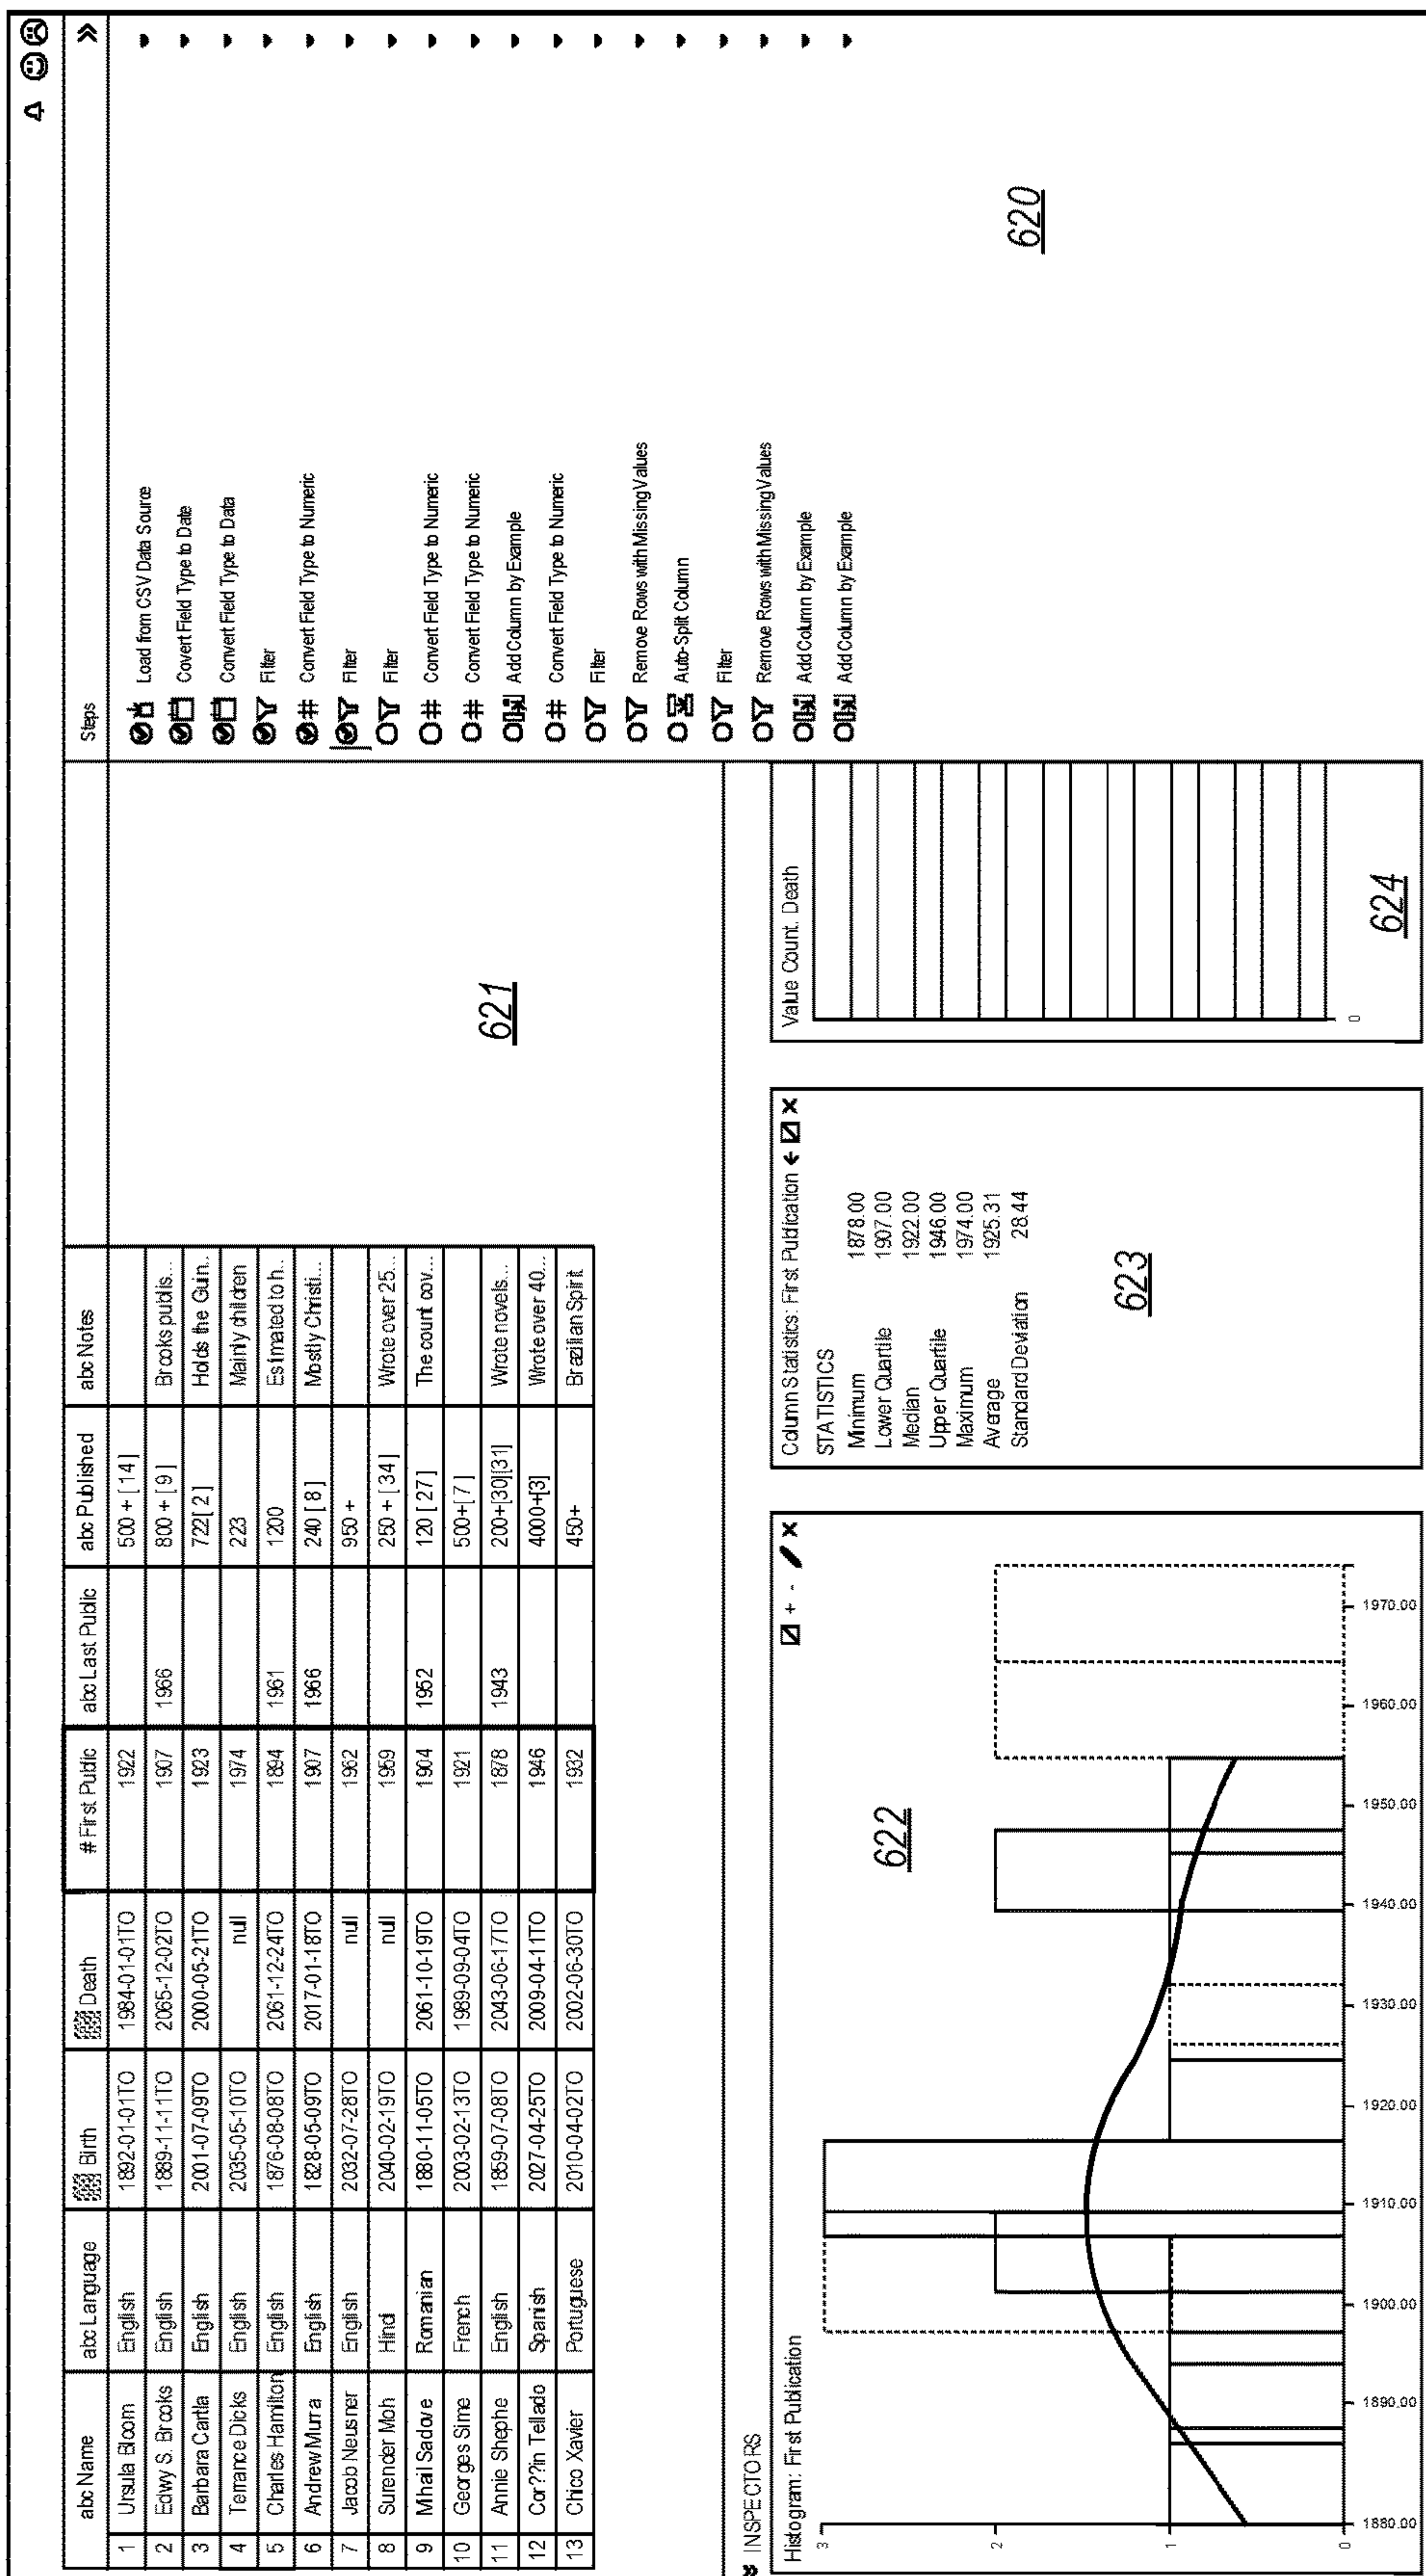 abc Name abc Language Birth Death # First Public abc Last Public abc Published abc Notes
1 Ursula Bloom English 1892-01-01TO 1984-01-01TO 1922 500 + [ 14 ]
2 Edwy S. Brooks English 1889-11-11TO 2065-12-02TO 1907 1966 800 + [ 9 ] Brooks publis...
3 Barbara Cartla English 2001-07-09TO 2000-05-21TO 1923 722[ 2 ] Holds the Guin..
4 Terrance Dicks English 2035-05-10TO null 1974 223 Mainly children
5 Charles Hamilton English 1876-08-08TO 2061-12-24TO 1894 1961 1200 Estimated to h..
6 Andrew Murra English 1828-05-09TO 2017-01-18TO 1907 1966 240 [ 8 ] Mostly Christi...
7 Jacob Neusner English 2032-07-28TO null 1962 950 +
8 Surender Moh Hindi 2040-02-19TO null 1959 250 + [ 34 ] Wrote over 25...
9 Mhail Sadove Romanian 1880-11-05TO 2061-10-19TO 1904 1952 120 [ 27 ] The count cov...
10 Georges Sime French 2003-02-13TO 1989-09-04TO 1921 500+[ 7 ]
11 Annie Shephe English 1859-07-08TO 2043-06-17TO 1878 1943 200+[30][31] Wrote novels...
12 Cor??in Tellado Spanish 2027-04-25TO 2009-04-11TO 1946 4000+[3] Wrote over 40...
13 Chico Xavier Portuguese 2010-04-02TO 2002-06-30TO 1932 450+ Brazilian Spirit
621
Steps
Load from CSV Data Source
Covert Field Type to Date
Convert Field Type to Data
Filter
# Convert Field Type to Numeric
Filter
Filter
# Convert Field Type to Numeric
# Convert Field Type to Numeric
Add Column by Example
# Convert Field Type to Numeric
Filter
Remove Rows with Missing Values
Auto-Split Column
Filter
Remove Rows with Missing Values
Add Column by Example
Add Column by Example
620
INSPECTORS
Histogram: First Publication + - x
3
2
1
0
1880.00 1890.00 1900.00 1910.00 1920.00 1930.00 1940.00 1950.00 1960.00 1970.00
622
Column Statistics: First Publication x
STATISTICS
Minimum 1878.00
Lower Quartile 1907.00
Median 1922.00
Upper Quartile 1946.00
Maximum 1974.00
Average 1925.31
Standard Deviation 28.44
623
Value Count. Death
0
624